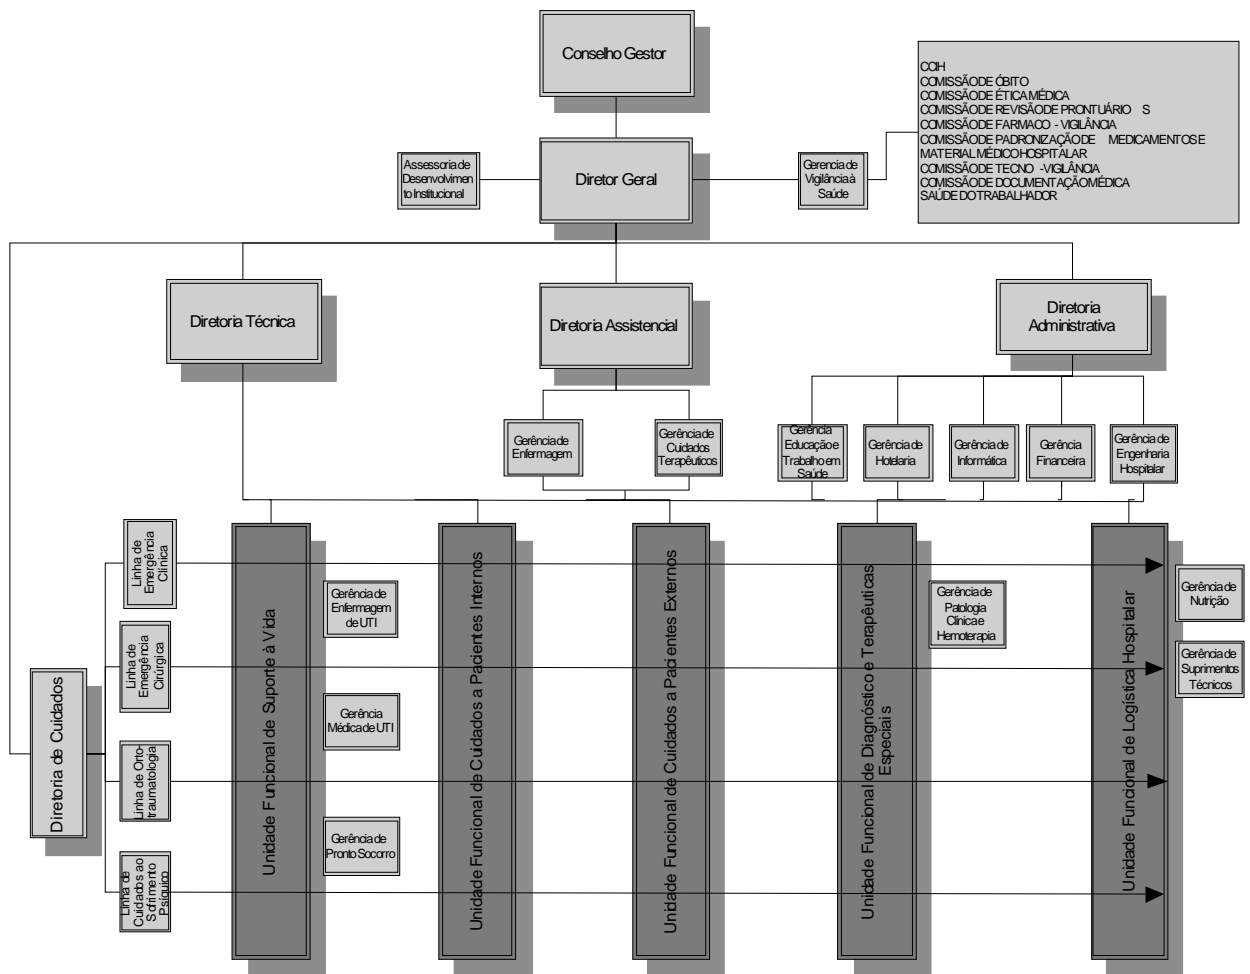 Conselho Gestor
CCIH
COMISSÃO DE ÓBITO
COMISSÃO DE ÉTICA MÉDICA
COMISSÃO DE REVISÃO DE PRONTUÁRIO S
COMISSÃO DE FARMACO - VIGILÂNCIA
COMISSÃO DE PADRONIZAÇÃO DE MEDICAMENTOS E
MATERIAL MÉDICO HOSPITALAR
COMISSÃO DE TECNO -VIGILÂNCIA
COMISSÃO DE DOCUMENTAÇÃO MÉDICA
SAÚDE DO TRABALHADOR
Assessoria de
Desenvolvimen
to Institucional
Diretor Geral
Gerencia de
Vigilância à
Saúde
Diretoria Técnica
Diretoria Assistencial
Diretoria
Administrativa
Gerência de
Enfermagem
Gerência de
Cuidados
Terapêuticos
Gerência
Educação e
Trabalho em
Saúde
Gerência de
Hotelaria
Gerência de
Informática
Gerência
Financeira
Gerência de
Engenharia
Hospitalar
Diretoria de Cuidados
Linha de
Emergência
Clínica
Linha de
Emergência
Cirúrgica
Linha de Orto-
traumatologia
Linha de
Cuidados ao
Sofrimento
Psíquico
Unidade Funcional de Suporte à Vida
Gerência de
Enfermagem
de UTI
Gerência
Médica de UTI
Gerência de
Pronto Socorro
Unidade Funcional de Cuidados a Pacientes Internos
Unidade Funcional de Cuidados a Pacientes Externos
Unidade Funcional de Diagnóstico e Terapêuticas
Especiais
Gerência de
Patologia
Clínica e
Hemoterapia
Unidade Funcional de Logística Hospitalar
Gerência de
Nutrição
Gerência de
Suprimentos
Técnicos